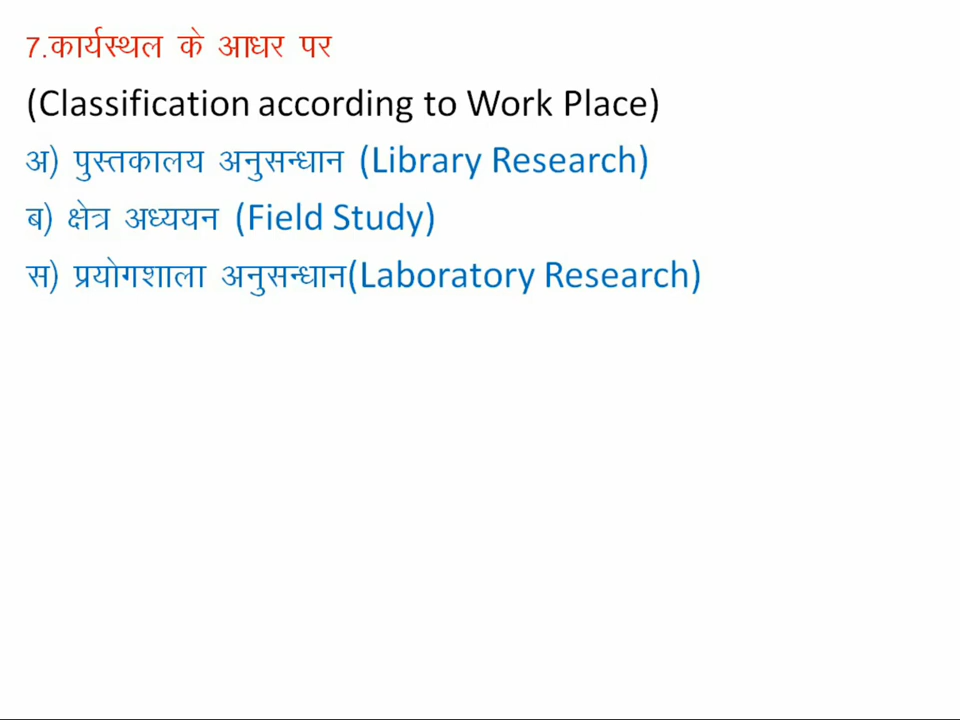 7.कार्यस्थल के आधर पर
(Classification according to Work Place)
अ) पुस्तकालय अनुसन्धान (Library Research)
ब) क्षेत्र अध्ययन (Field Study)
स) प्रयोगशाला अनुसन्धान(Laboratory Research)